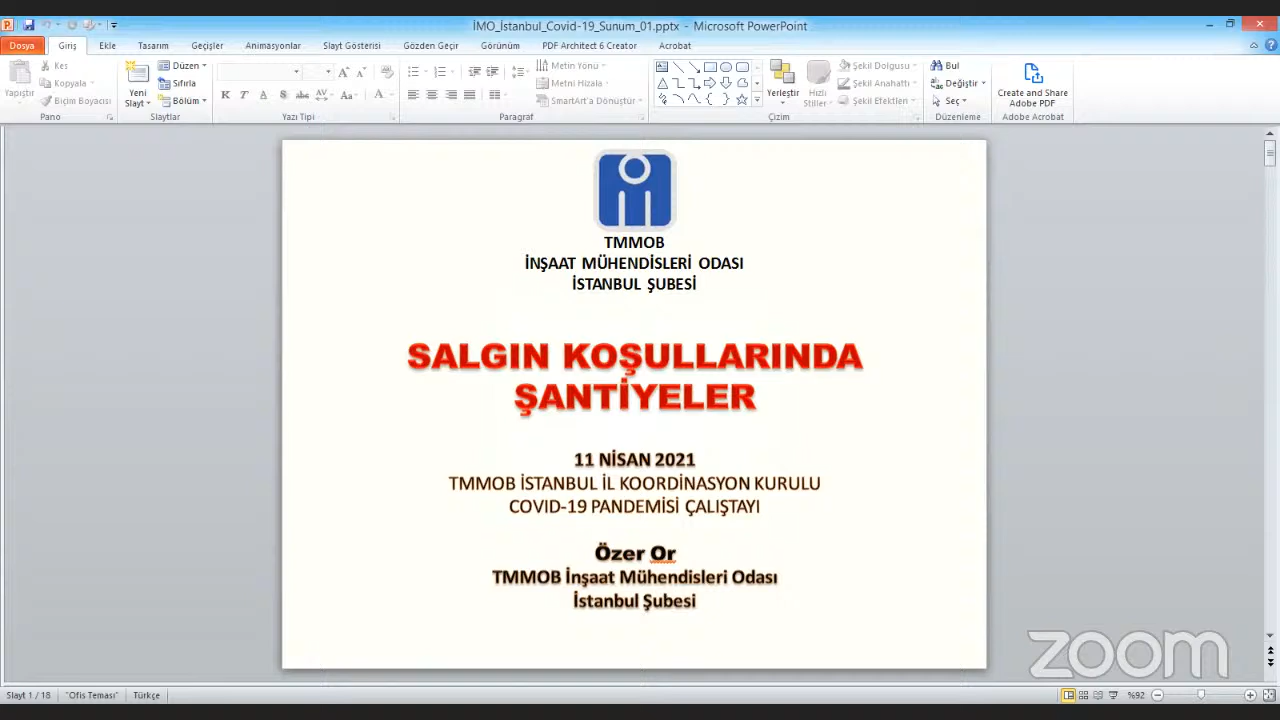 İMO_İstanbul_Covid-19_Sunum_01.pptx - Microsoft PowerPoint
Dosya Giriş Ekle Tasarım Geçişler Animasyonlar Slayt Gösterisi Gözden Geçir Görünüm PDF Architect 6 Creator Acrobat
Yapıştır
Kes
Kopyala
Biçim Boyacısı
Pano
Yeni
Slayt
Düzen
Sıfırla
Bölüm
Slaytlar
K T A S abc AV Aa A
Yazı Tipi
Metin Yönü
Metni Hizala
SmartArt'a Dönüştür
Paragraf
Yerleştir
Hızlı
Stiller
Şekil Dolgusu
Şekil Anahattı
Şekil Efektleri
Çizim
Bul
Değiştir
Seç
Düzenleme
Create and Share
Adobe PDF
Adobe Acrobat
TMMOB
İNŞAAT MÜHENDİSLERİ ODASI
İSTANBUL ŞUBESİ
SALGIN KOŞULLARINDA
ŞANTİYELER
11 NİSAN 2021
TMMOB İSTANBUL İL KOORDİNASYON KURULU
COVID-19 PANDEMİSİ ÇALIŞTAYI
Özer Or
TMMOB İnşaat Mühendisleri Odası
İstanbul Şubesi
zoom
Slayt 1 / 18 "Ofis Teması" Türkçe %92